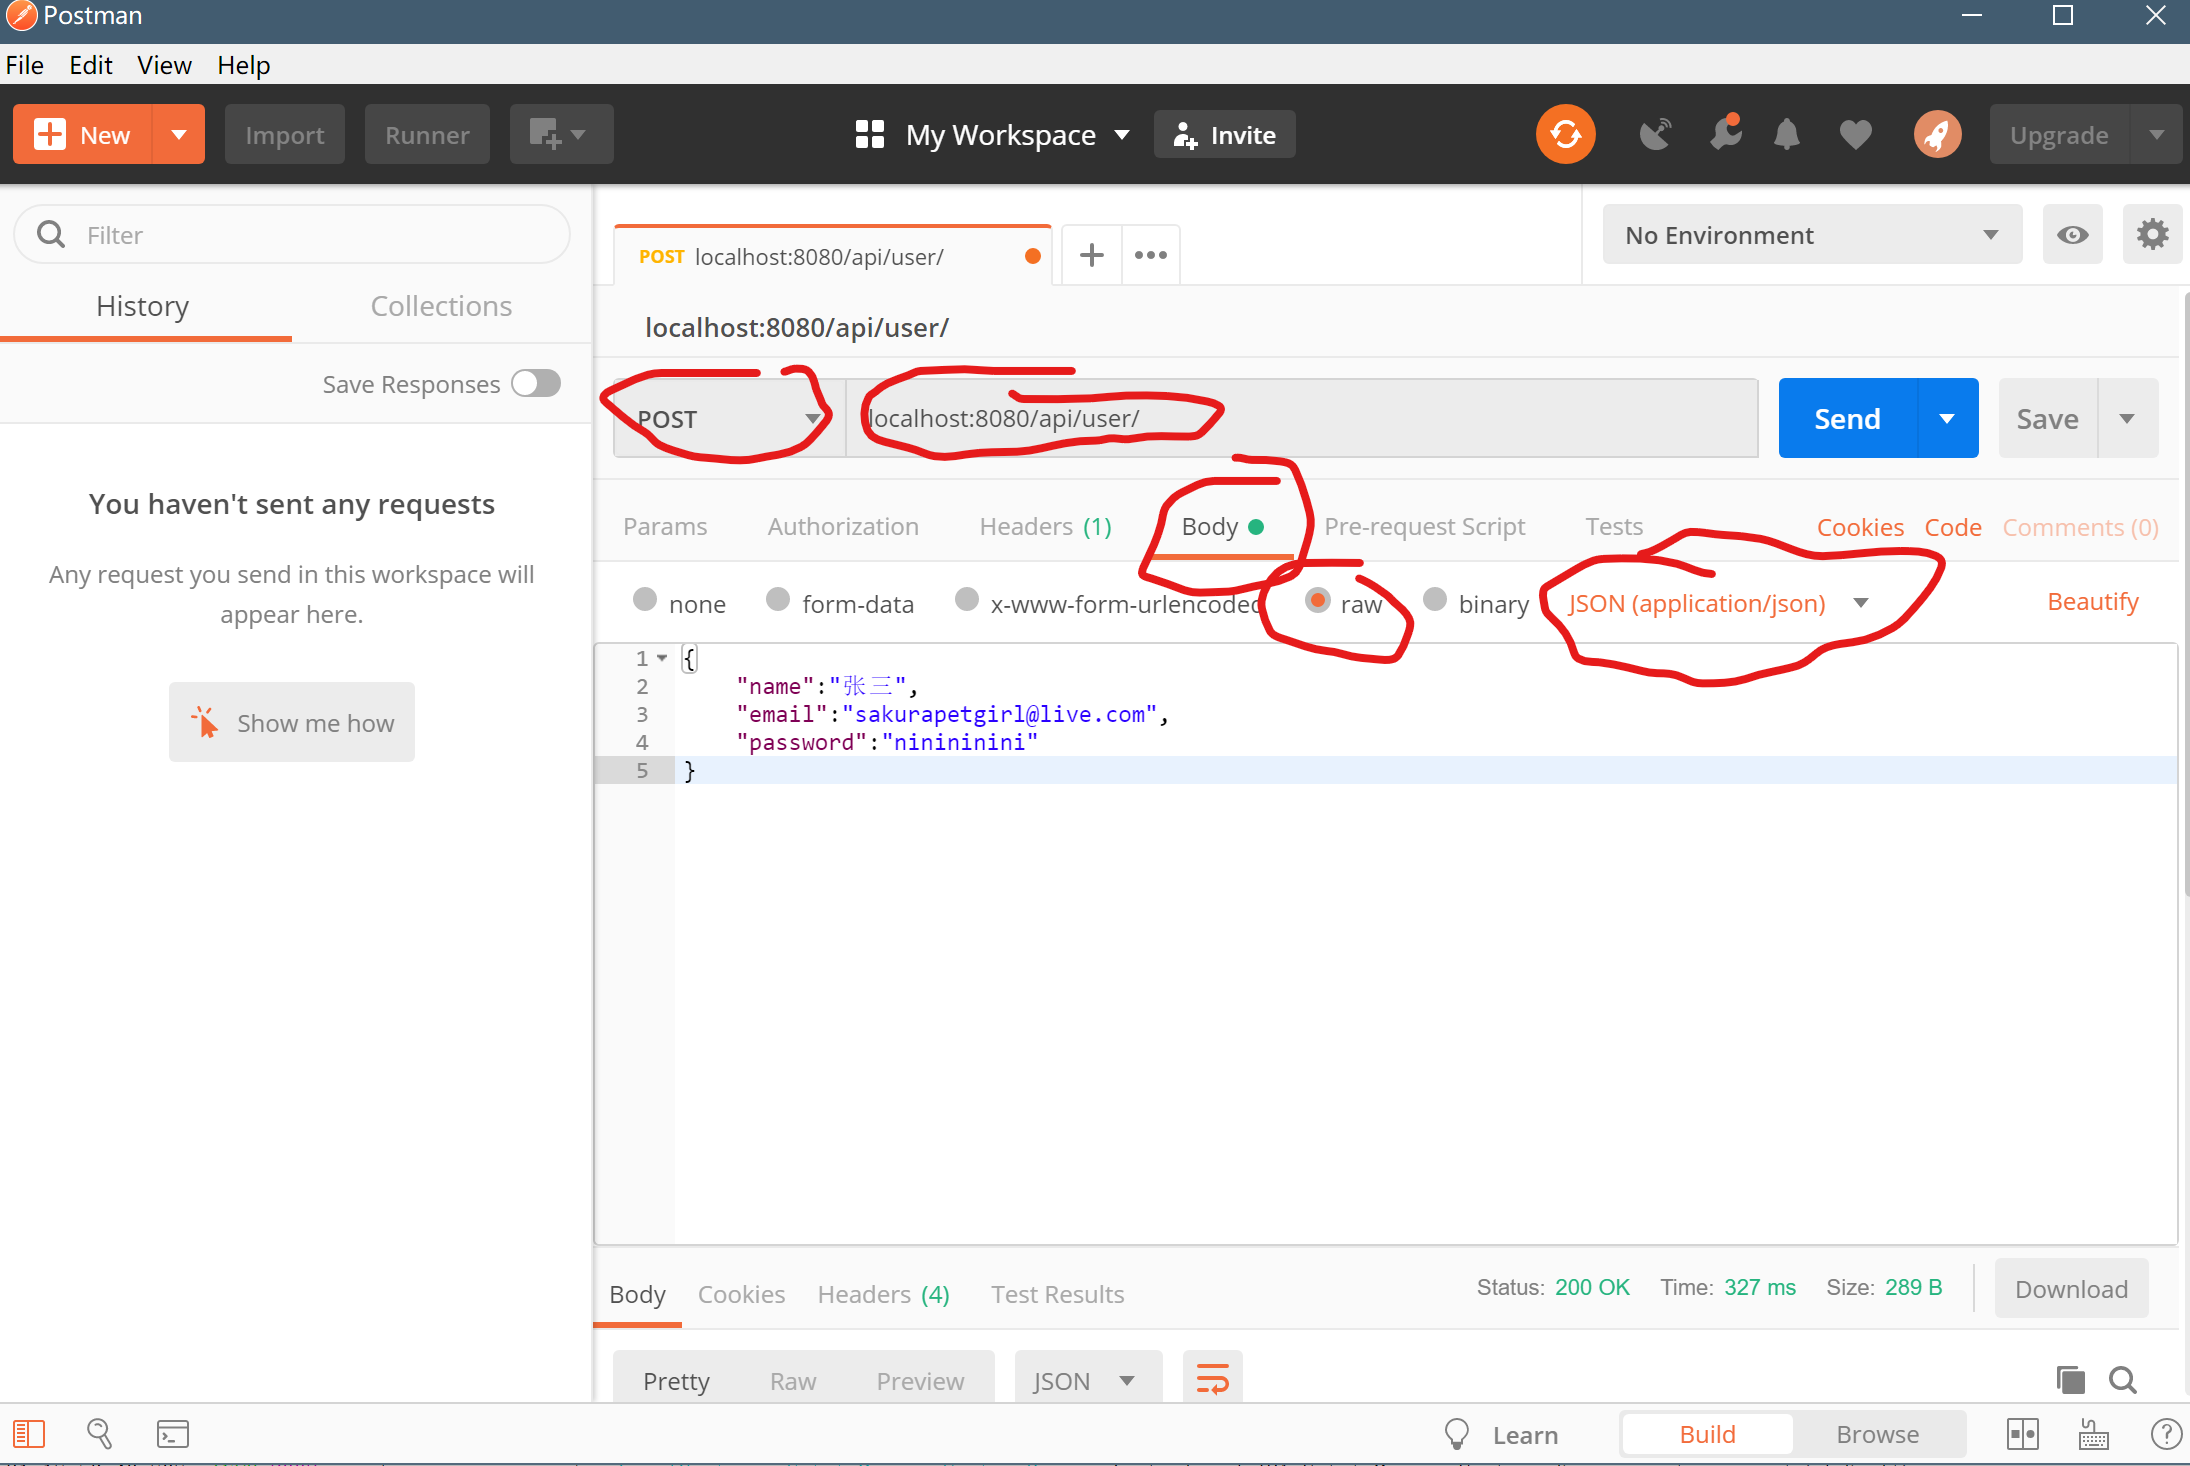 Postman
File Edit View Help
New Import Runner My Workspace Invite Upgrade
Filter
History Collections
Save Responses
You haven't sent any requests
Any request you send in this workspace will
appear here.
Show me how
POST localhost:8080/api/user/
No Environment
localhost:8080/api/user/
POST localhost:8080/api/user/ Send Save
Params Authorization Headers (1) Body Pre-request Script Tests Cookies Code Comments (0)
none form-data x-www-form-urlencoded raw binary JSON (application/json) Beautify
1 {
2 "name":"张三",
3 "email":"sakurapetgirl@live.com",
4 "password":"nininini​ni"
5 }
Body Cookies Headers (4) Test Results Status: 200 OK Time: 327 ms Size: 289 B Download
Pretty Raw Preview JSON
Learn Build Browse